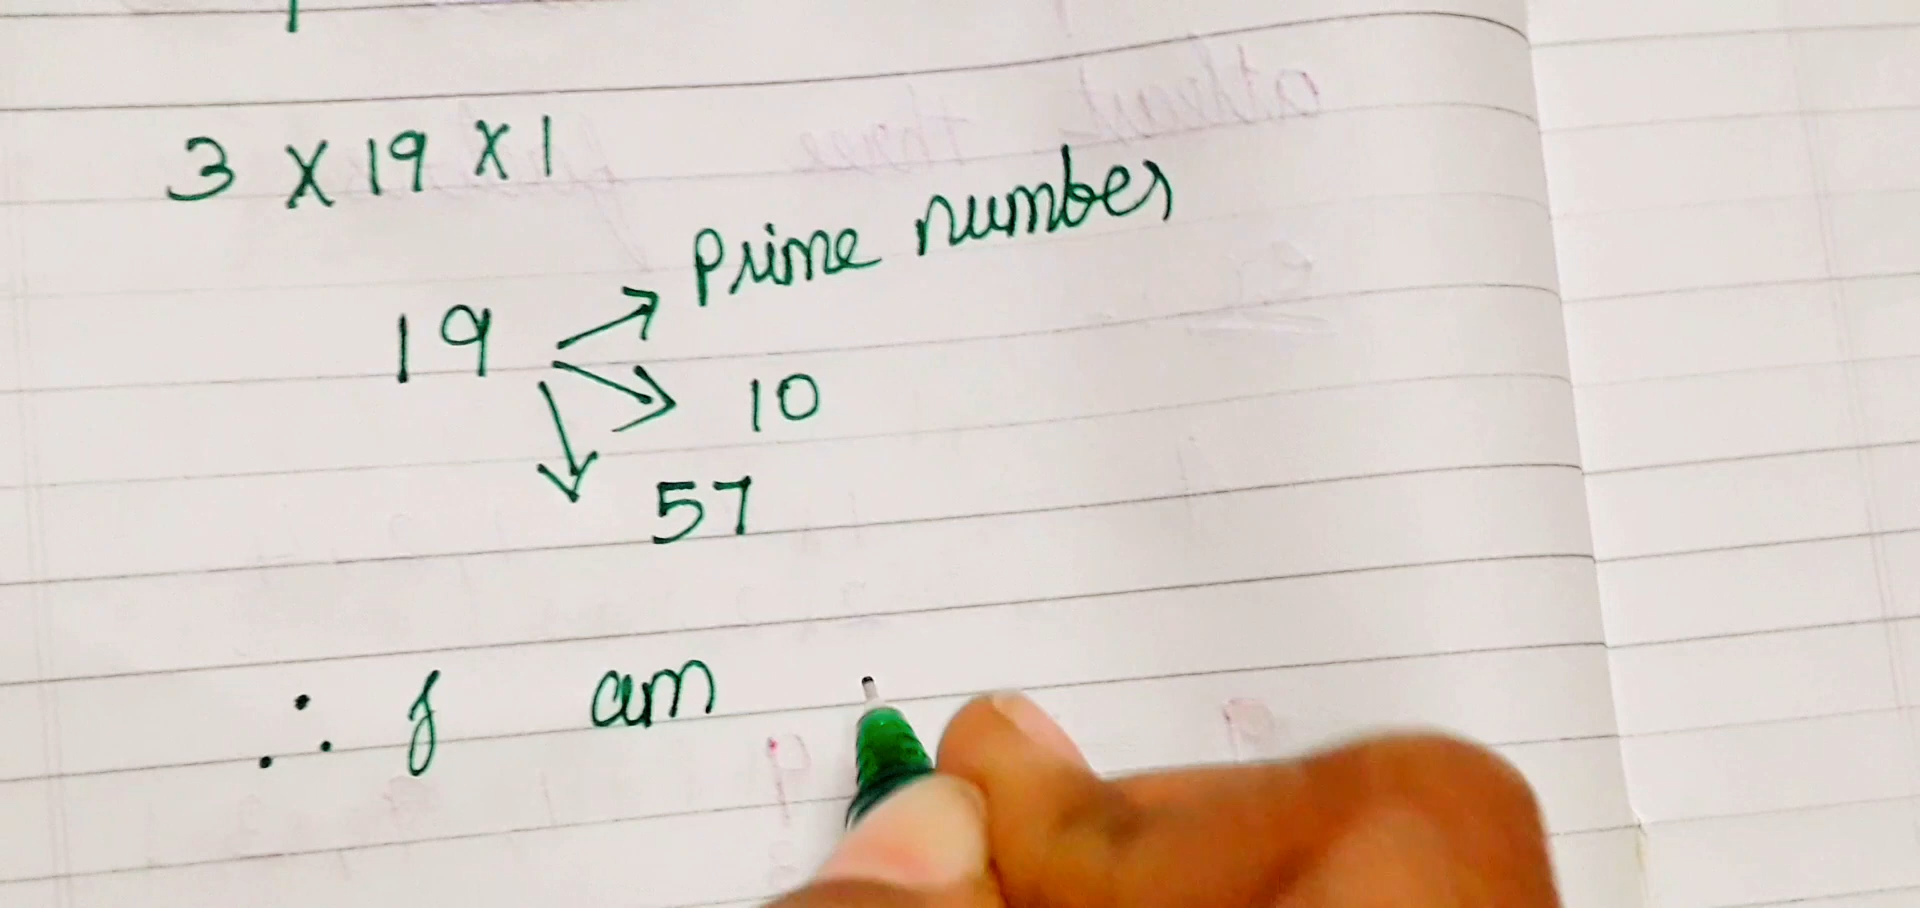 3 X 19 X 1
19 → Prime number
→ 10
↓ 57
∴ I am